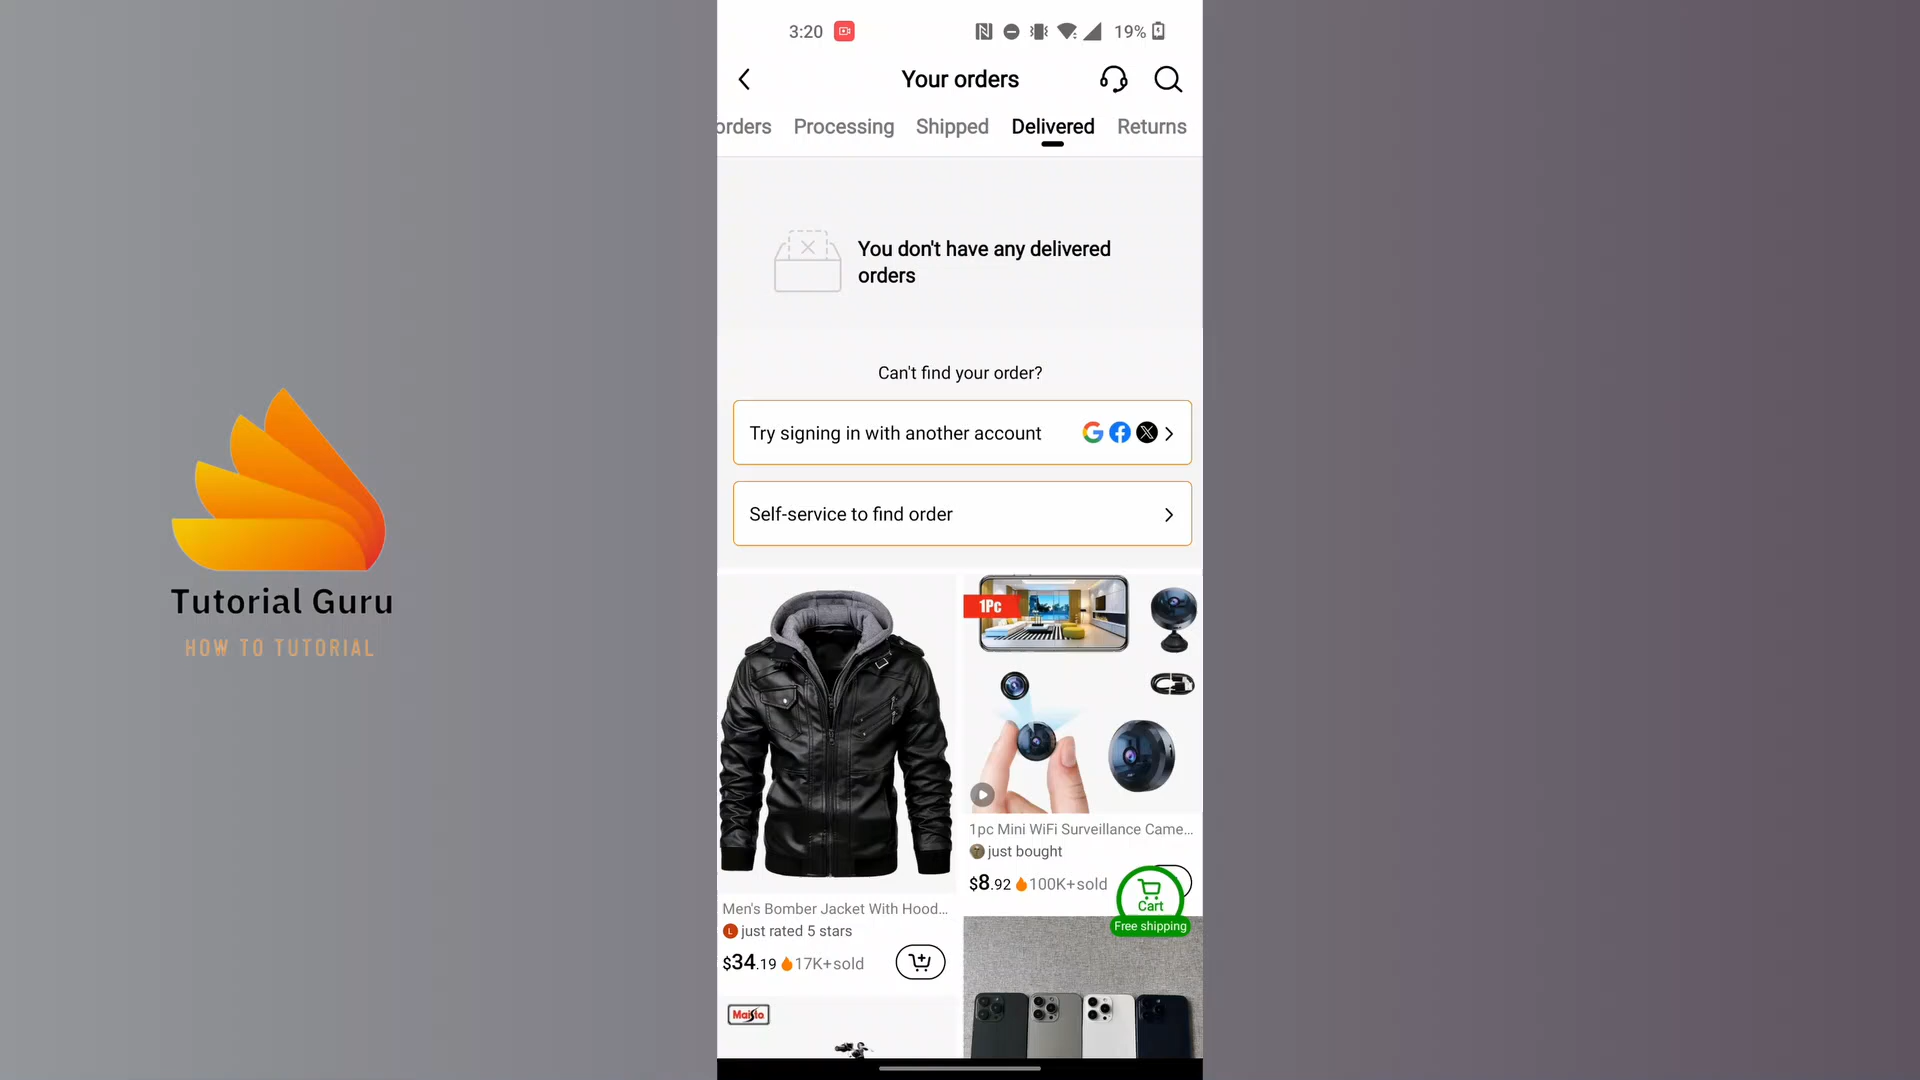 3:20
19%
Your orders
orders Processing Shipped Delivered Returns
You don't have any delivered
orders
Can't find your order?
Try signing in with another account
Self-service to find order
Tutorial Guru
HOW TO TUTORIAL
1Pc
1pc Mini WiFi Surveillance Came...
just bought
$8.92 100K+sold
Cart
Free shipping
Men's Bomber Jacket With Hood...
L just rated 5 stars
$34.19 17K+sold
Maisto